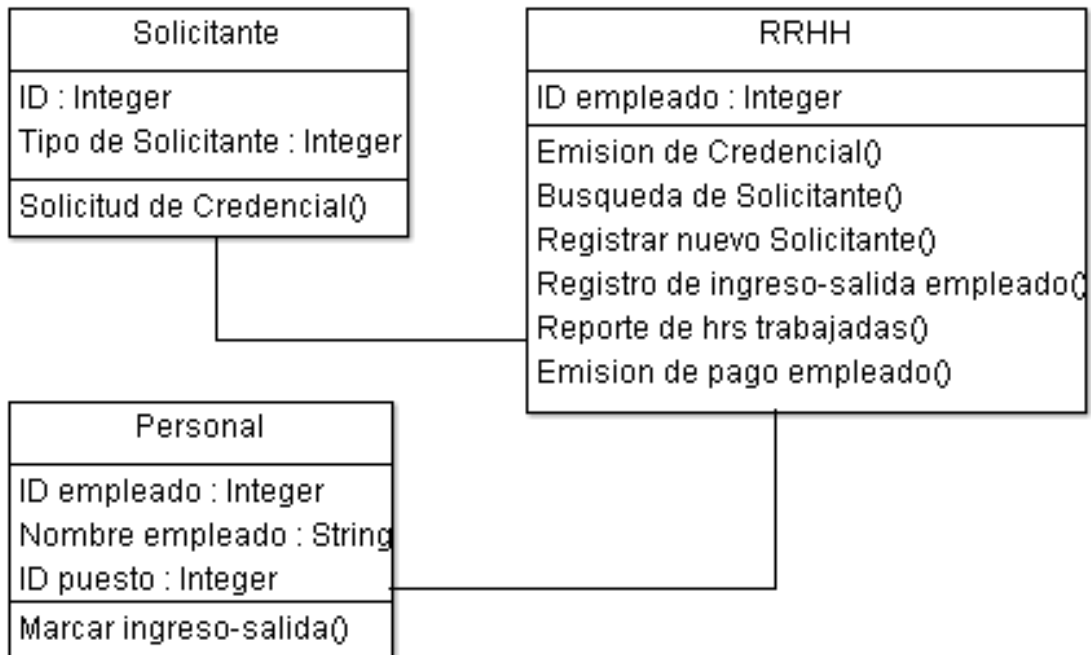 Solicitante
ID : Integer
Tipo de Solicitante : Integer
Solicitud de Credencial()
RRHH
ID empleado : Integer
Emision de Credencial()
Busqueda de Solicitante()
Registrar nuevo Solicitante()
Registro de ingreso-salida empleado()
Reporte de hrs trabajadas()
Emision de pago empleado()
Personal
ID empleado : Integer
Nombre empleado : String
ID puesto : Integer
Marcar ingreso-salida()